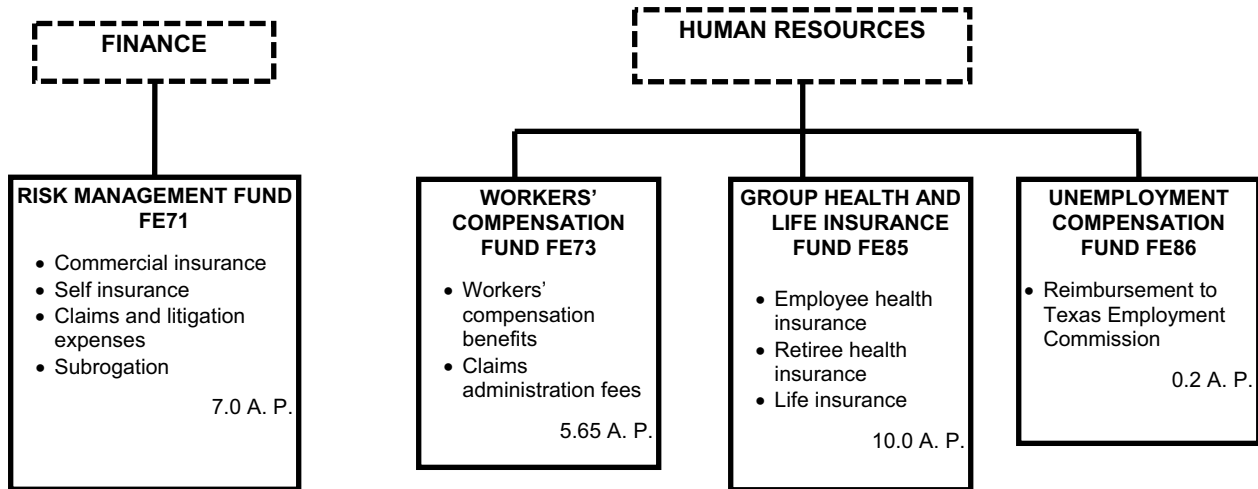 FINANCE
HUMAN RESOURCES
RISK MANAGEMENT FUND
FE71
• Commercial insurance
• Self insurance
• Claims and litigation
expenses
• Subrogation
7.0 A. P.
WORKERS’
COMPENSATION
FUND FE73
• Workers’
compensation
benefits
• Claims
administration fees
5.65 A. P.
GROUP HEALTH AND
LIFE INSURANCE
FUND FE85
• Employee health
insurance
• Retiree health
insurance
• Life insurance
10.0 A. P.
UNEMPLOYMENT
COMPENSATION
FUND FE86
• Reimbursement to
Texas Employment
Commission
0.2 A. P.